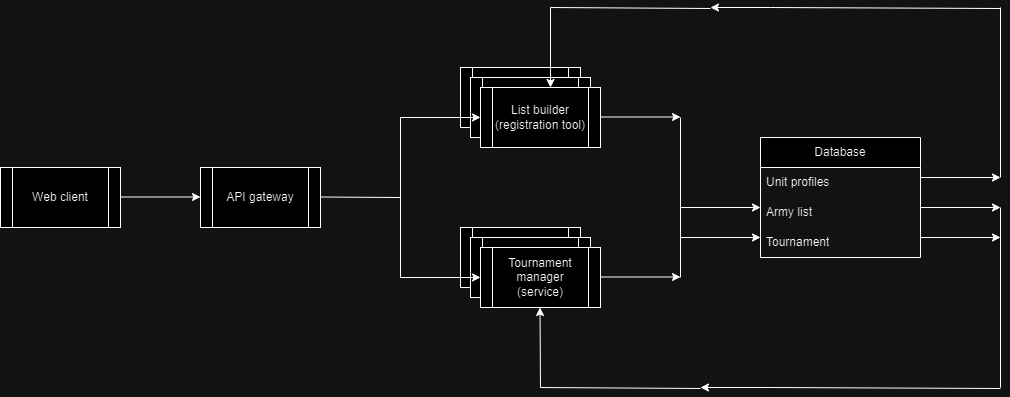 List builder
(registration tool)
Database
Web client
API gateway
Unit profiles
Army list
Tournament
Tournament
manager
(service)